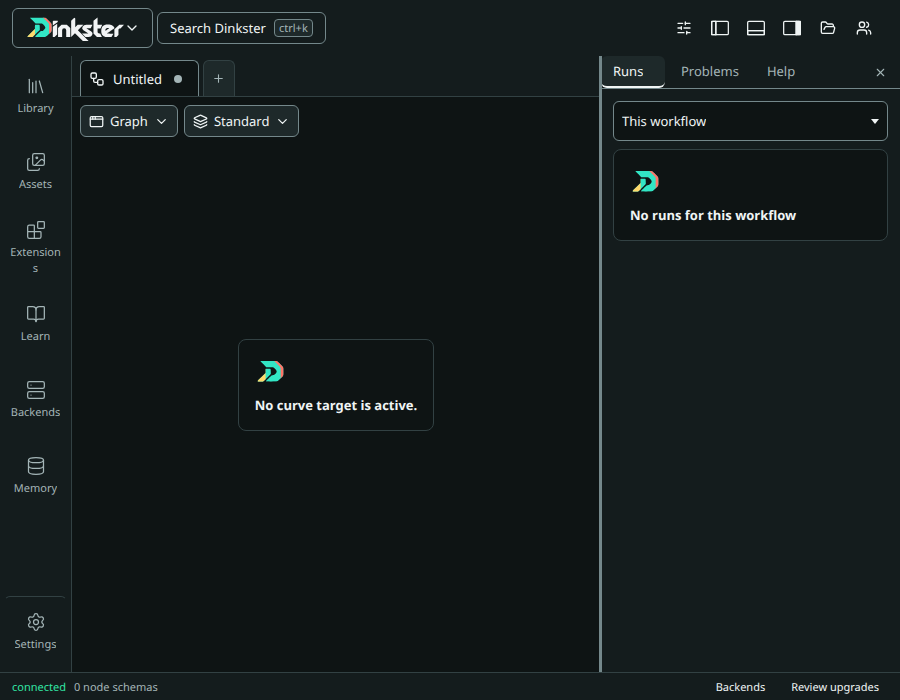 Dinkster
Search Dinkster ctrl+k
Library
Assets
Extension
s
Learn
Backends
Memory
Settings
Untitled
+
Graph
Standard
No curve target is active.
Runs Problems Help
This workflow
No runs for this workflow
connected 0 node schemas
Backends Review upgrades